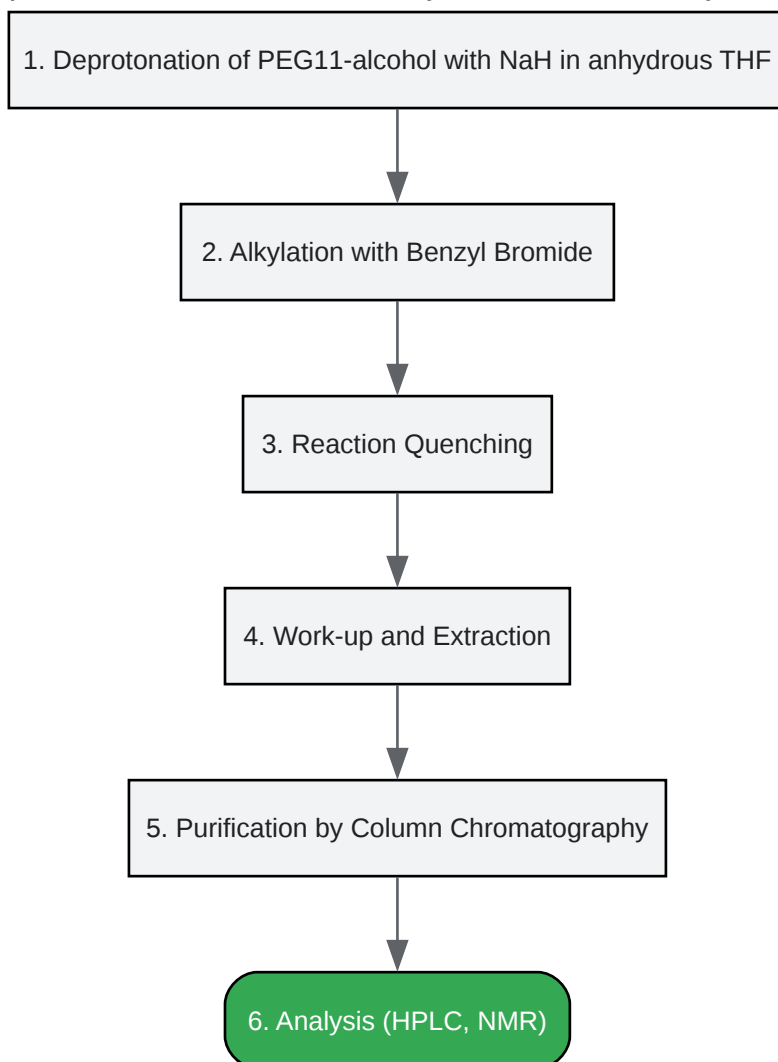 1. Deprotonation of PEG11-alcohol with NaH in anhydrous THF
2. Alkylation with Benzyl Bromide
3. Reaction Quenching
4. Work-up and Extraction
5. Purification by Column Chromatography
6. Analysis (HPLC, NMR)